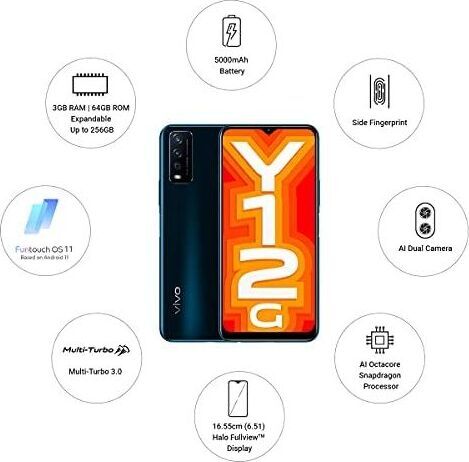 5000mAh
Battery
3GB RAM | 64GB ROM
Expandable
Up to 256GB
Side Fingerprint
Funtouch OS 11
Based on Android 11
AI Dual Camera
vivo
Y
1
2
G
Multi-Turbo
Multi-Turbo 3.0
AI Octacore
Snapdragon
Processor
16.55cm (6.51)
Halo Fullview™
Display